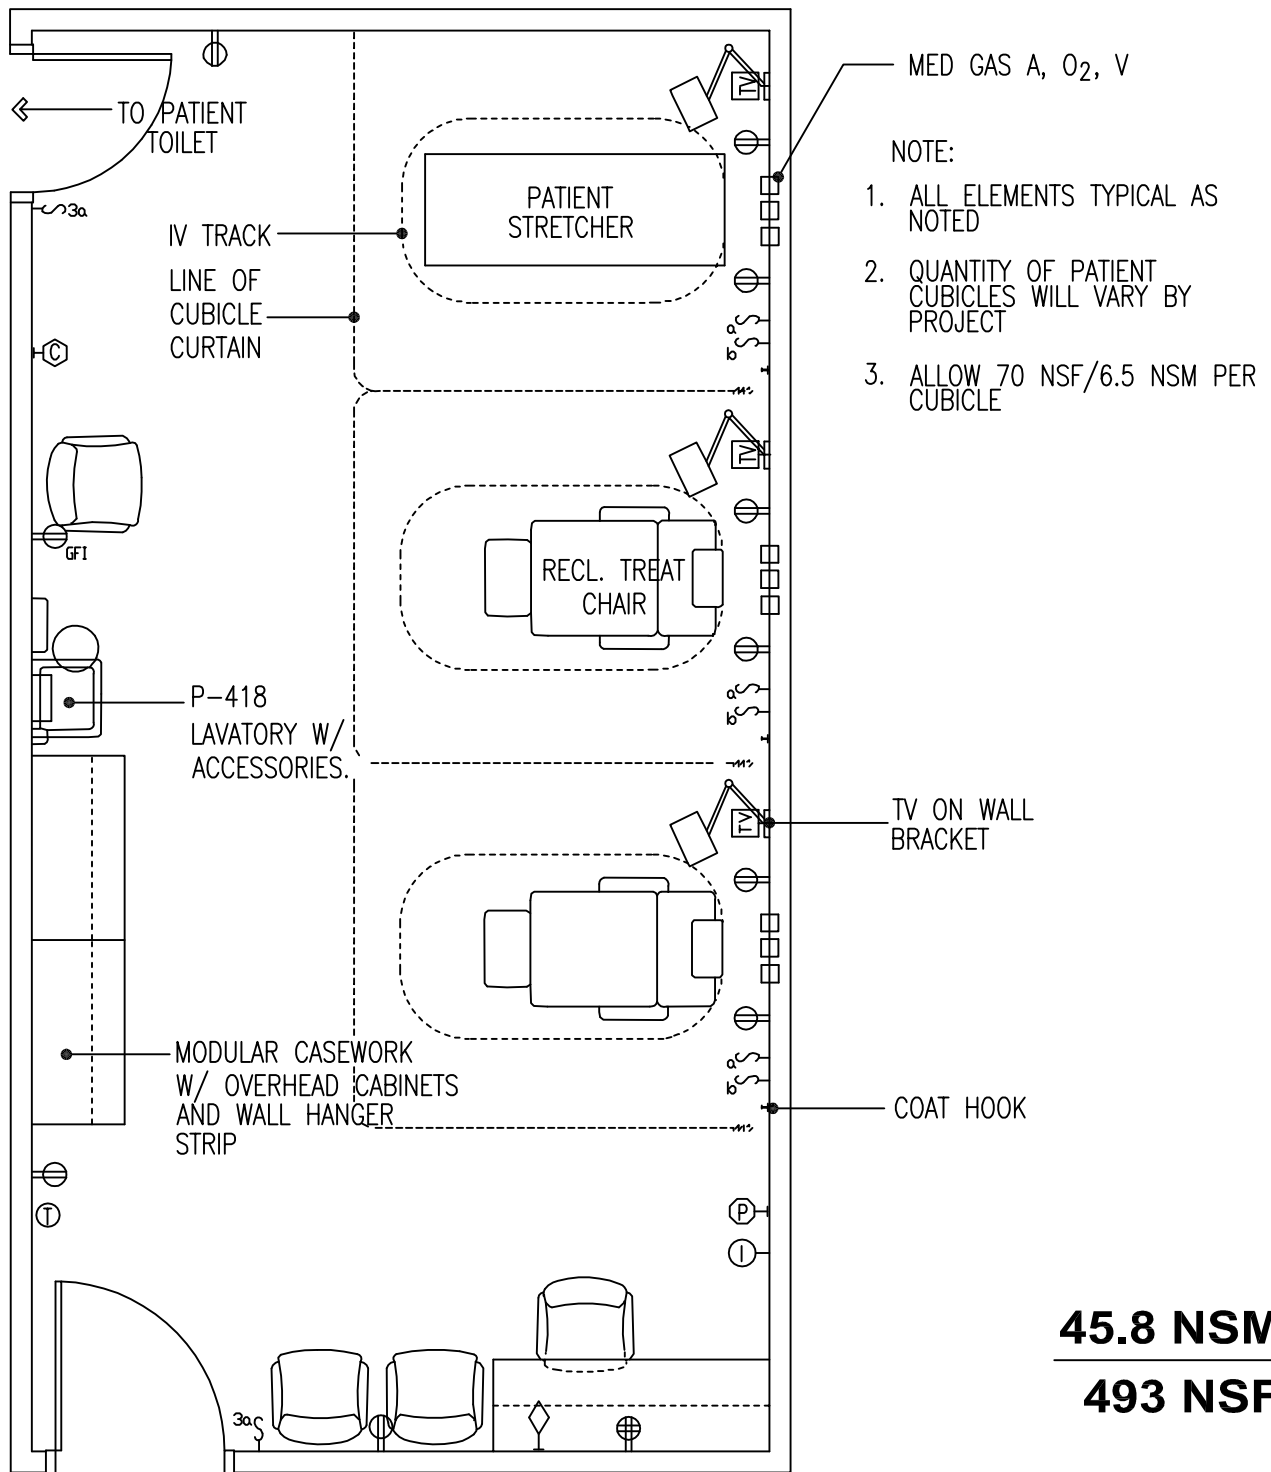 MED GAS A, O₂, V
TO PATIENT
TOILET
TV
NOTE:
1. ALL ELEMENTS TYPICAL AS
NOTED
2. QUANTITY OF PATIENT
CUBICLES WILL VARY BY
PROJECT
3. ALLOW 70 NSF/6.5 NSM PER
CUBICLE
PATIENT
STRETCHER
3a
IV TRACK
LINE OF
CUBICLE
CURTAIN
a
b
C
TV
GFI
RECL. TREAT
CHAIR
P-418
LAVATORY W/
ACCESSORIES.
a
b
TV
TV ON WALL
BRACKET
MODULAR CASEWORK
W/ OVERHEAD CABINETS
AND WALL HANGER
STRIP
a
b
COAT HOOK
T
P
I
3a
45.8 NSM
493 NSF